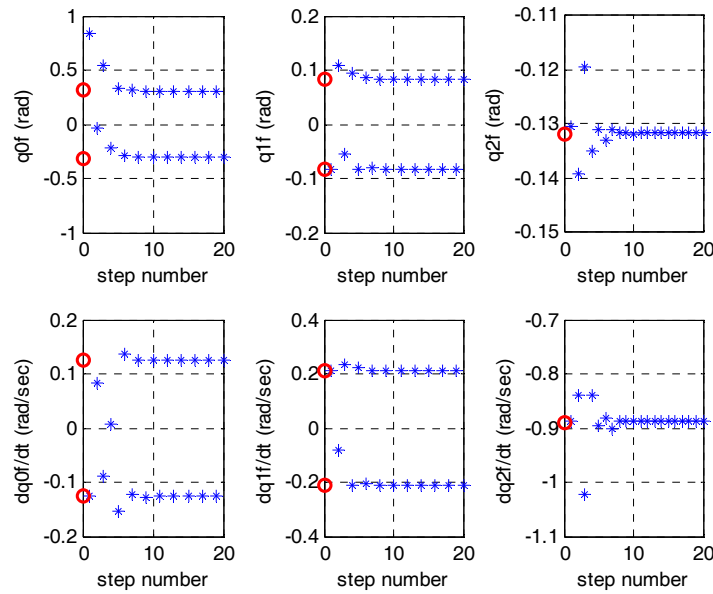 1
0.5
0
-0.5
-1
q0f (rad)
0 10 20
step number
0.2
0.1
0
-0.1
0.2
q1f (rad)
0 10 20
step number
-0.11
-0.12
-0.13
-0.14
-0.15
q2f (rad)
0 10 20
step number
0.2
0.1
0
-0.1
-0.2
dq0f/dt (rad/sec)
0 10 20
step number
0.4
0.2
0
-0.2
-0.4
dq1f/dt (rad/sec)
0 10 20
step number
-0.7
-0.8
-0.9
-1
-1.1
dq2f/dt (rad/sec)
0 10 20
step number